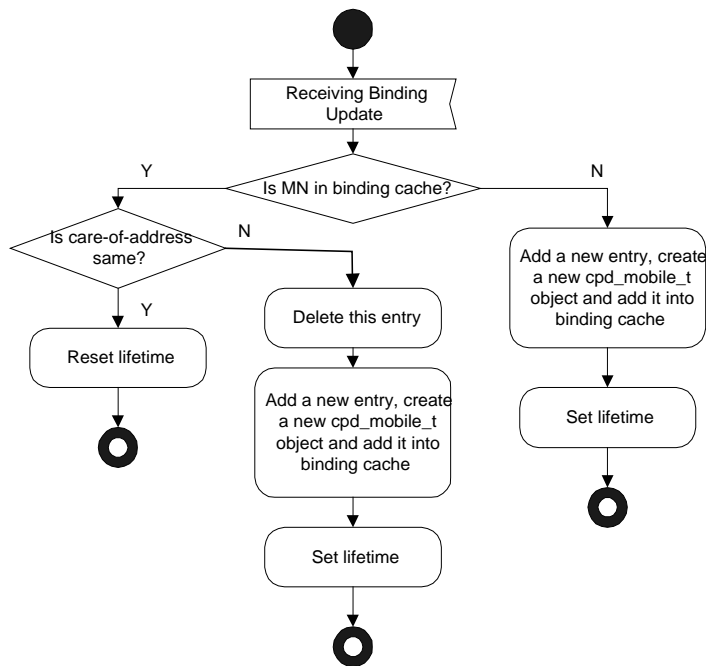 Receiving Binding
Update
Y
Is MN in binding cache?
N
Is care-of-address
same?
N
Add a new entry, create
a new cpd_mobile_t
object and add it into
binding cache
Y
Delete this entry
Reset lifetime
Add a new entry, create
a new cpd_mobile_t
object and add it into
binding cache
Set lifetime
Set lifetime